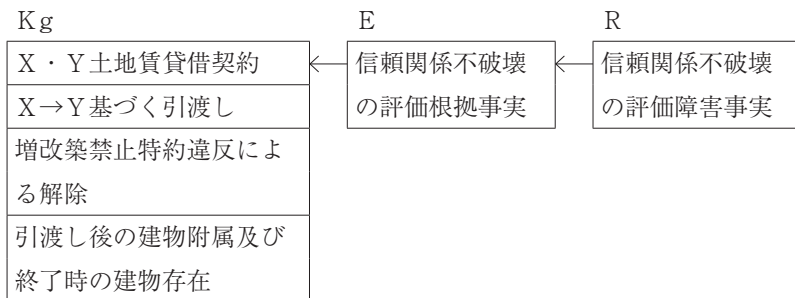 Ｋｇ Ｅ Ｒ
Ｘ・Ｙ土地賃貸借契約
Ｘ→Ｙ基づく引渡し
増改築禁止特約違反によ
る解除
引渡し後の建物附属及び
終了時の建物存在
信頼関係不破壊
の評価根拠事実
信頼関係不破壊
の評価障害事実